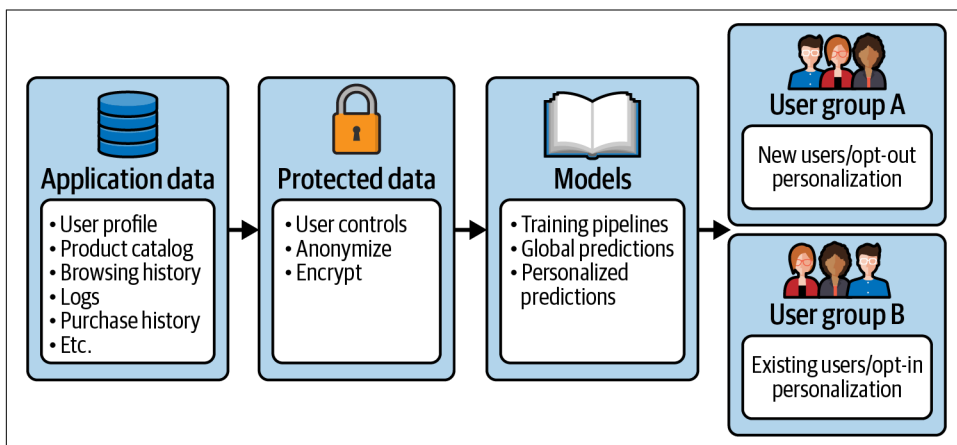 Application data
• User profile
• Product catalog
• Browsing history
• Logs
• Purchase history
• Etc.
Protected data
• User controls
• Anonymize
• Encrypt
Models
• Training pipelines
• Global predictions
• Personalized
predictions
User group A
New users/opt-out
personalization
User group B
Existing users/opt-in
personalization